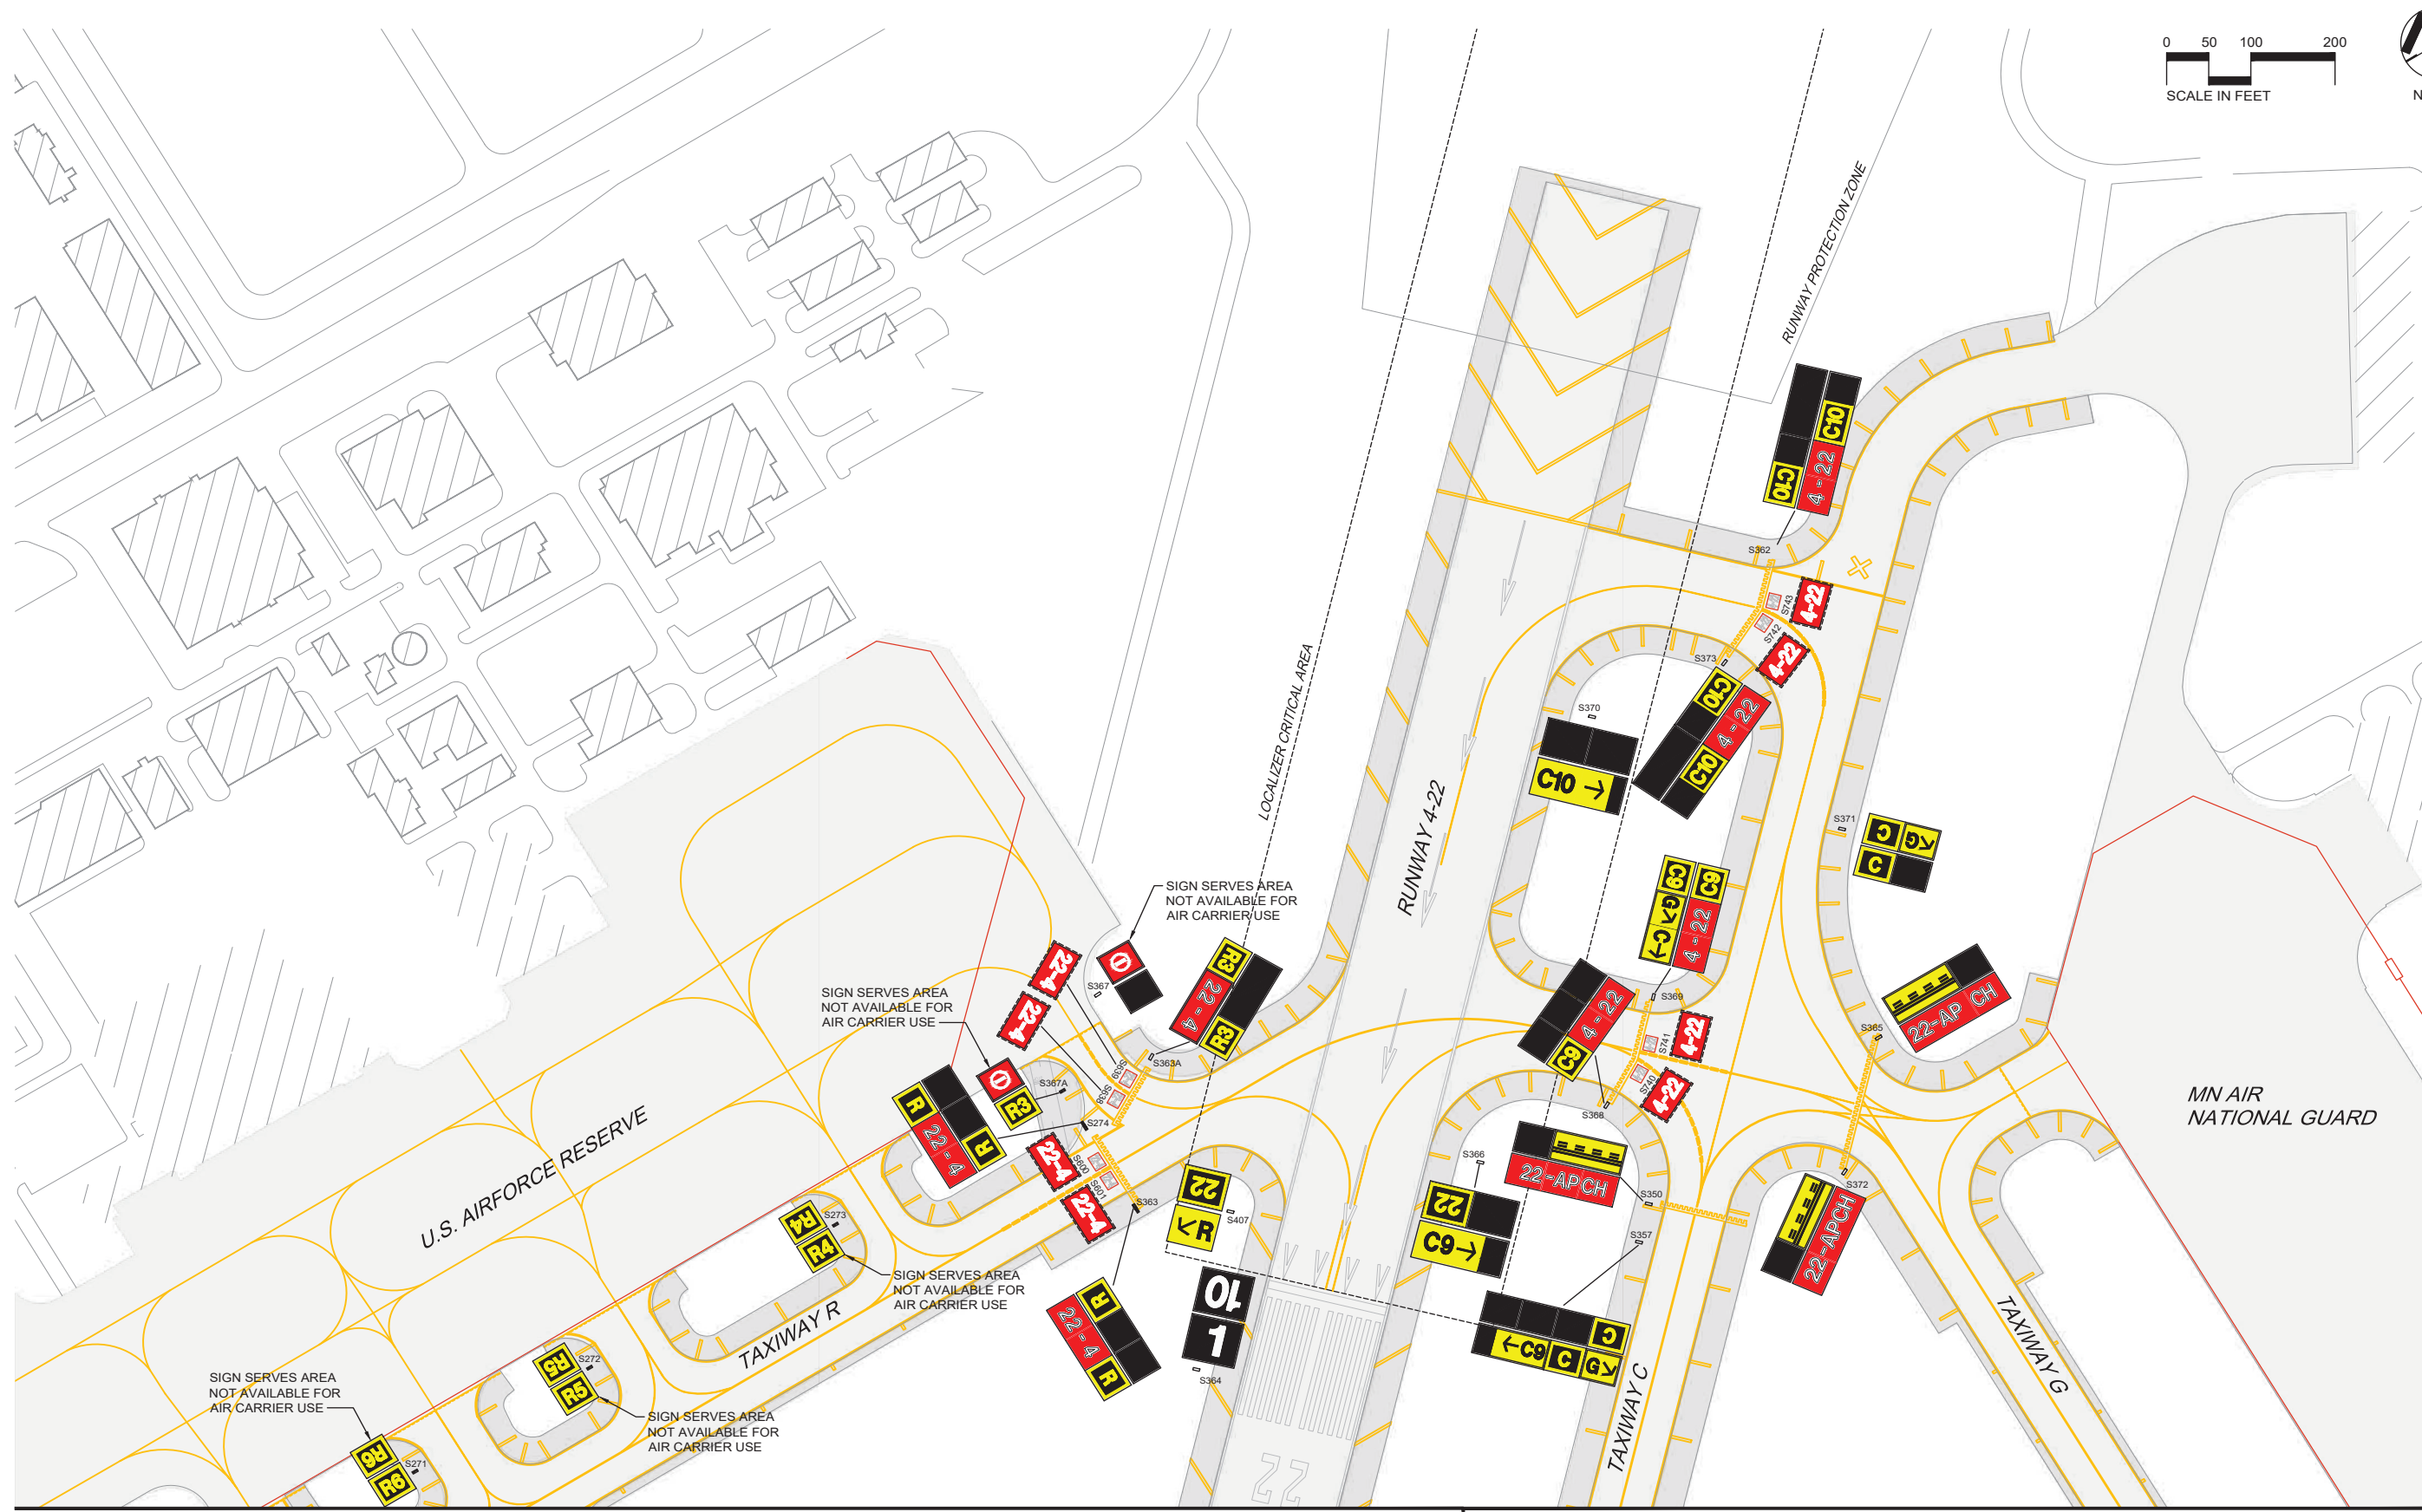 0 50 100 200
SCALE IN FEET
N
RUNWAY PROTECTION ZONE
C10
C10
4 - 22
S362
S743
4-22
S742
4-22
S373
C10
4 - 22
C10
S370
C10 →
LOCALIZER CRITICAL AREA
RUNWAY 4-22
S371
C G
C
C9
G
C→
C9
4 - 22
SIGN SERVES AREA
NOT AVAILABLE FOR
AIR CARRIER USE
22-4
22-4
S367
R3
22 - 4
R3
SIGN SERVES AREA
NOT AVAILABLE FOR
AIR CARRIER USE
S369
4 - 22
C9
S741
4-22
22-APCH
S365
S363A
S639
S638
S367A
R3
S740
4-22
S368
R
22 - 4
R
S274
MN AIR
NATIONAL GUARD
U.S. AIRFORCE RESERVE
22-4
S600
S601
22-4
S363
22
R
S407
S366
22
C9→
22-APCH
S350
S357
S372
22-APCH
R4
R4
S273
SIGN SERVES AREA
NOT AVAILABLE FOR
AIR CARRIER USE
10
1
S364
R
22 - 4
R
C
←C9 C G
TAXIWAY R
TAXIWAY G
R5
R5
S272
SIGN SERVES AREA
NOT AVAILABLE FOR
AIR CARRIER USE
SIGN SERVES AREA
NOT AVAILABLE FOR
AIR CARRIER USE
TAXIWAY C
R6
R6
S271
22